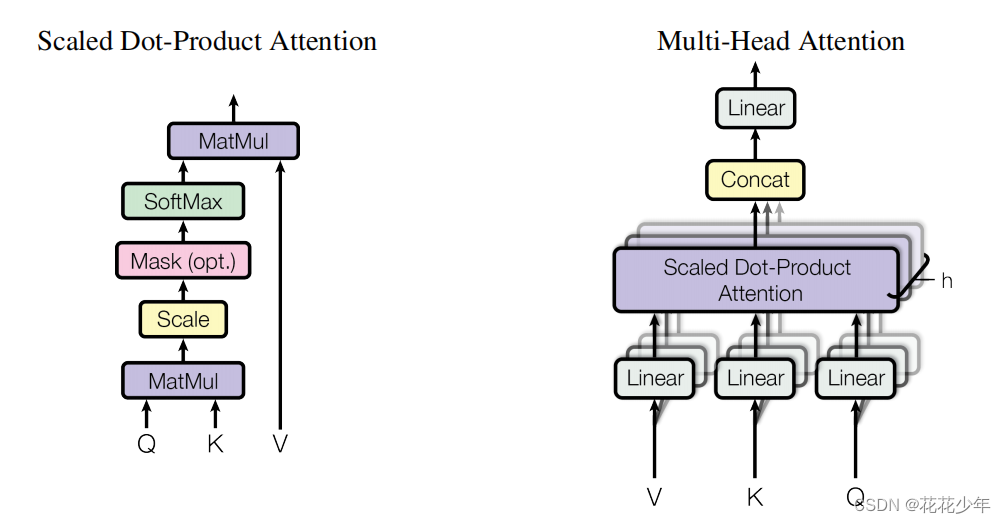 Scaled Dot-Product Attention
MatMul
SoftMax
Mask (opt.)
Scale
MatMul
Q K V
Multi-Head Attention
Linear
Concat
Scaled Dot-Product
Attention
h
Linear Linear Linear
V K Q
CSDN @花花少年